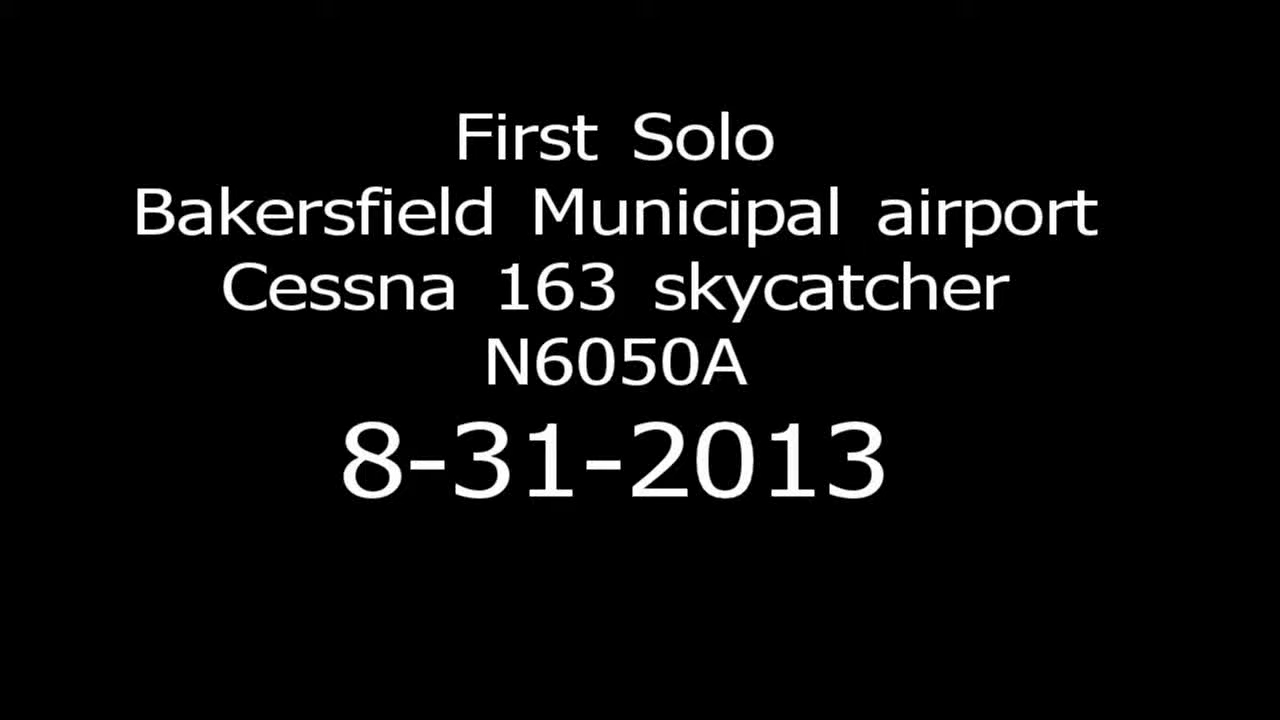 First Solo
Bakersfield Municipal airport
Cessna 163 skycatcher
N6050A
8-31-2013